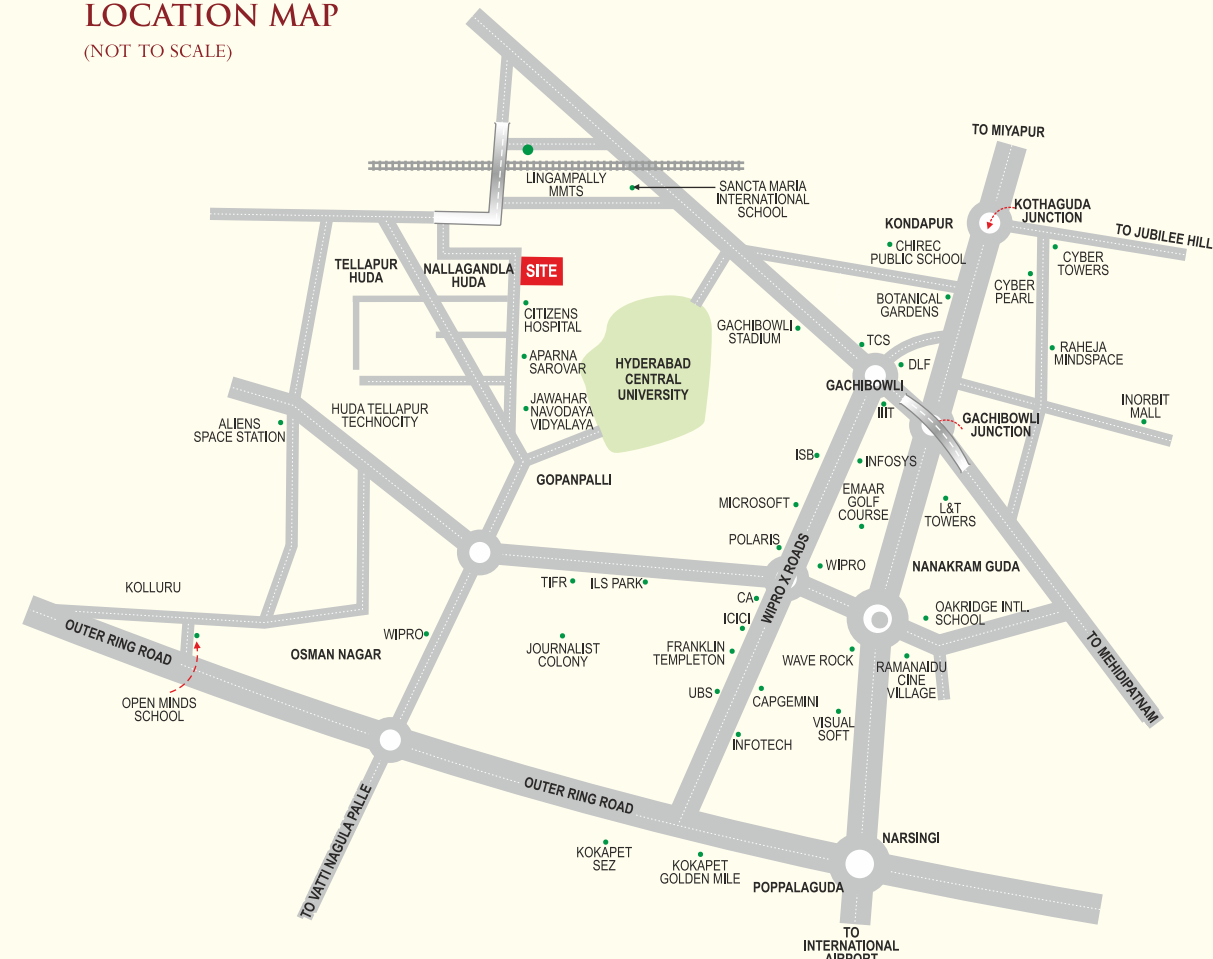 LOCATION MAP
(NOT TO SCALE)
TO MIYAPUR
LINGAMPALLY
MMTS
SANCTA MARIA
INTERNATIONAL
SCHOOL
KOTHAGUDA
JUNCTION
KONDAPUR
TO JUBILEE HILL
CHIREC
PUBLIC SCHOOL
CYBER
TOWERS
TELLAPUR
HUDA
NALLAGANDLA
HUDA
SITE
CYBER
PEARL
BOTANICAL
GARDENS
CITIZENS
HOSPITAL
GACHIBOWLI
STADIUM
TCS
RAHEJA
MINDSPACE
APARNA
SAROVAR
HYDERABAD
CENTRAL
UNIVERSITY
DLF
GACHIBOWLI
JAWAHAR
NAVODAYA
VIDYALAYA
HUDA TELLAPUR
TECHNOCITY
IIIT
INORBIT
MALL
ALIENS
SPACE STATION
GACHIBOWLI
JUNCTION
ISB
INFOSYS
GOPANPALLI
EMAAR
GOLF
COURSE
MICROSOFT
L&T
TOWERS
POLARIS
WIPRO X ROADS
WIPRO
NANAKRAM GUDA
KOLLURU
TIFR
ILS PARK
CA
ICICI
OAKRIDGE INTL.
SCHOOL
OUTER RING ROAD
WIPRO
OSMAN NAGAR
JOURNALIST
COLONY
FRANKLIN
TEMPLETON
WAVE ROCK
RAMANAIDU
CINE
VILLAGE
TO MEHIDIPATNAM
OPEN MINDS
SCHOOL
UBS
CAPGEMINI
VISUAL
SOFT
INFOTECH
OUTER RING ROAD
TO VATTI NAGULA PALLE
NARSINGI
KOKAPET
SEZ
KOKAPET
GOLDEN MILE
POPPALAGUDA
TO
INTERNATIONAL
AIRPORT